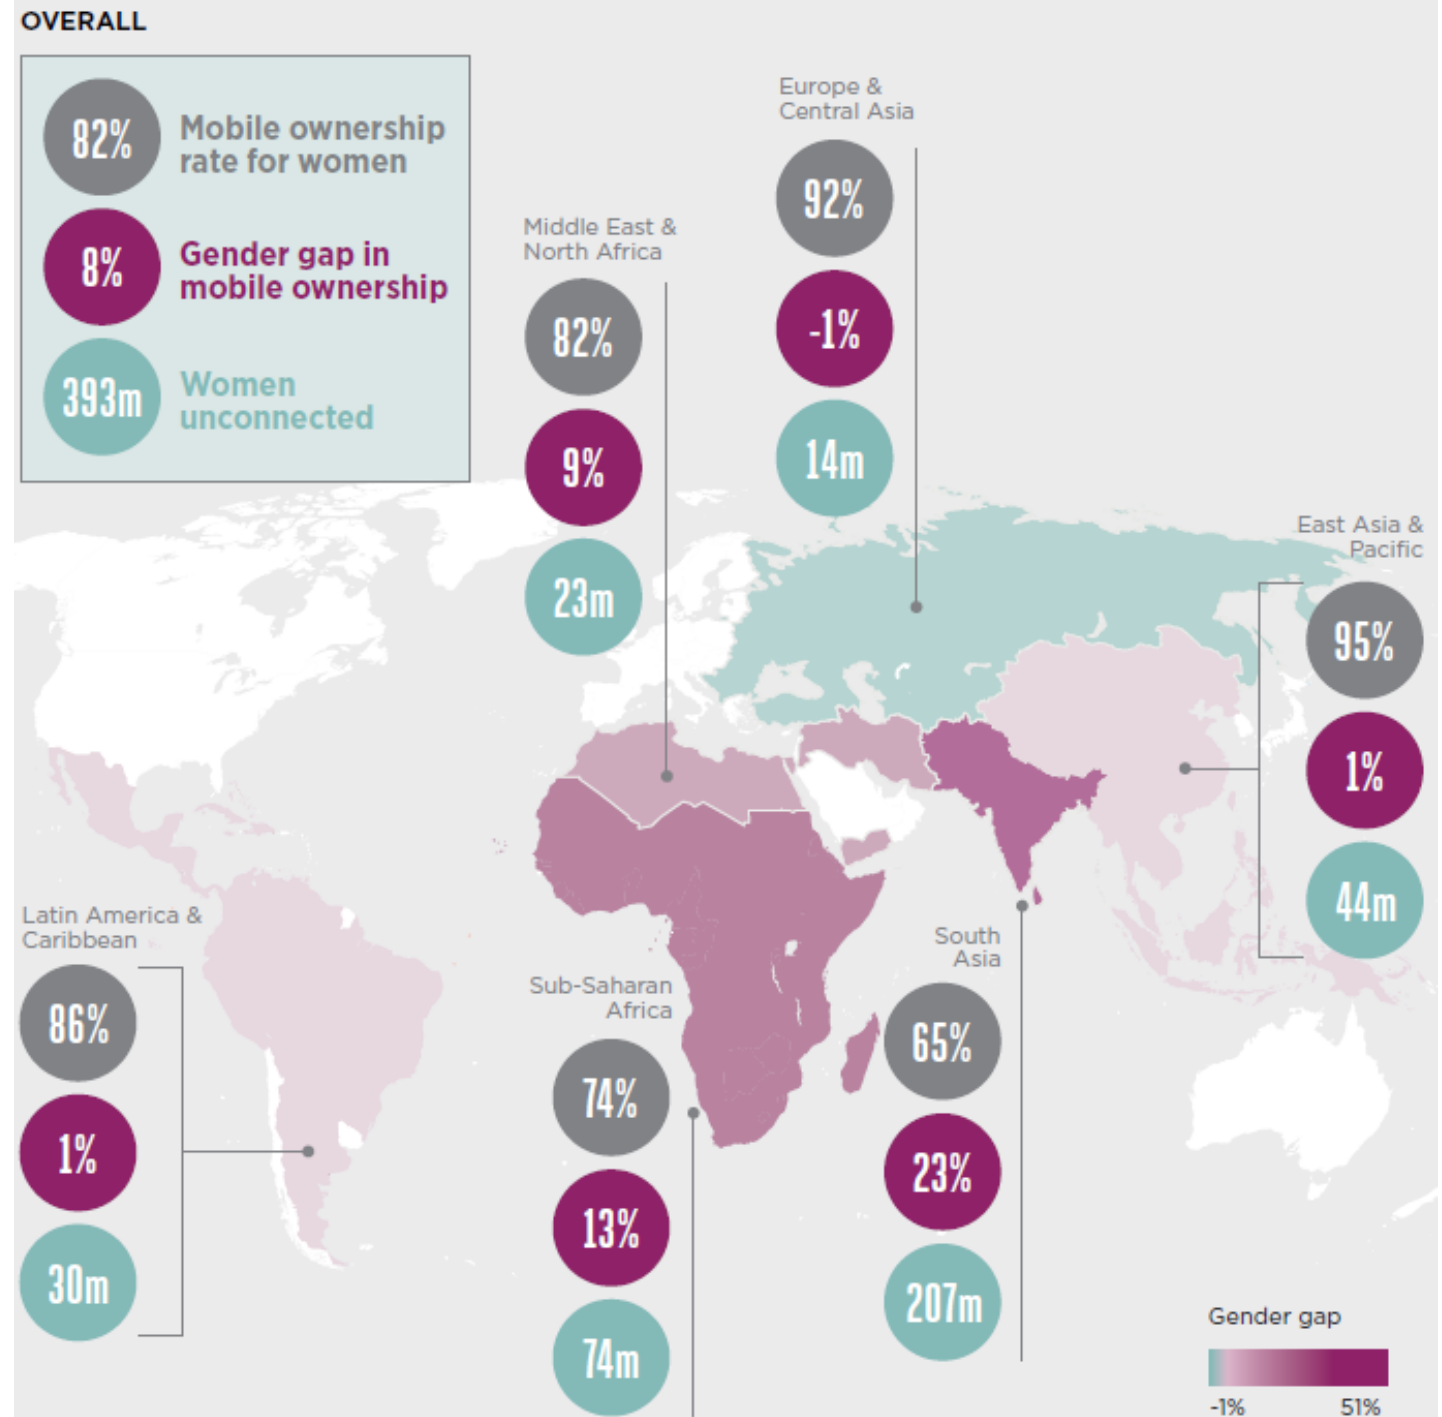 OVERALL
82%
Mobile ownership
rate for women
8%
Gender gap in
mobile ownership
393m
Women
unconnected
Europe &
Central Asia
92%
-1%
14m
Middle East &
North Africa
82%
9%
23m
East Asia &
Pacific
95%
1%
44m
Latin America &
Caribbean
86%
1%
30m
Sub-Saharan
Africa
74%
13%
74m
South
Asia
65%
23%
207m
Gender gap
-1%
51%